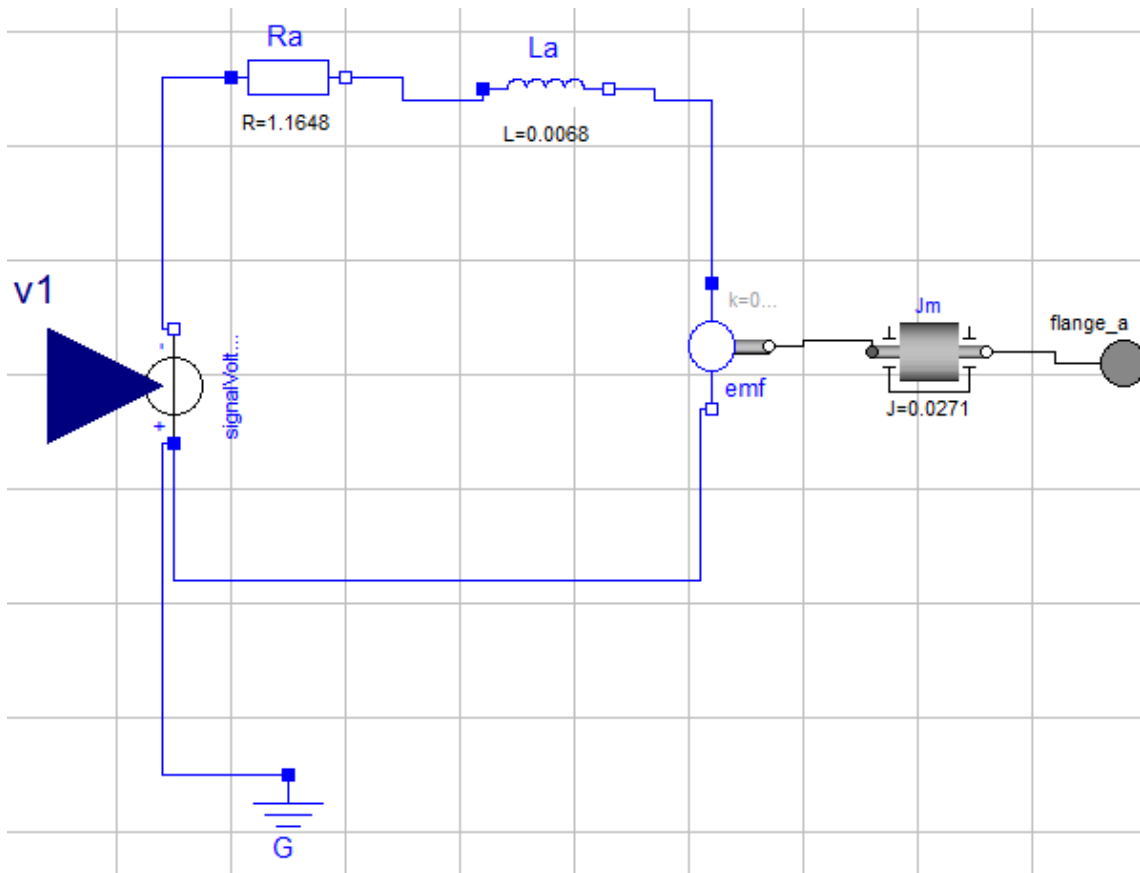 Ra
La
R=1.1648
L=0.0068
v1
-
signalVolt...
+
k=0...
emf
Jm
J=0.0271
flange_a
G